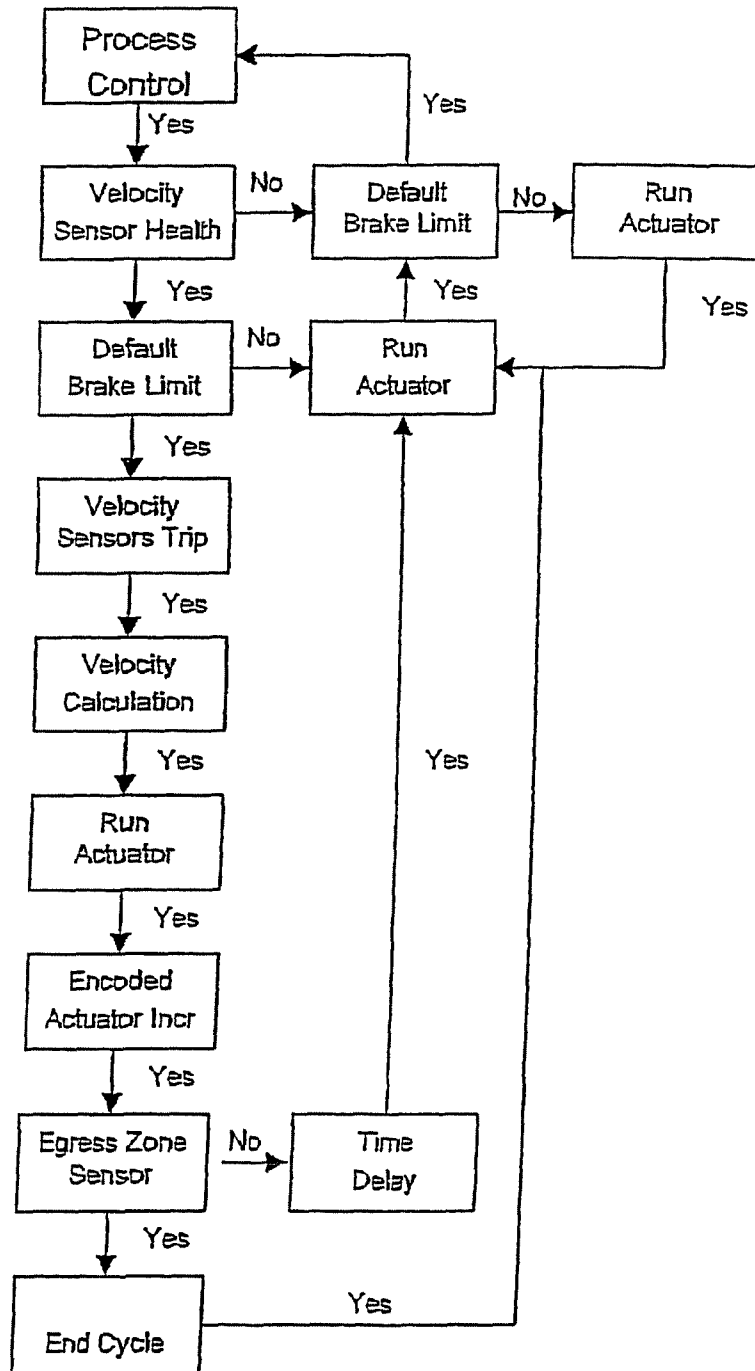 Process
Control
Yes
Yes
Velocity
Sensor Health
No
Default
Brake Limit
No
Run
Actuator
Yes
Yes
Yes
Default
Brake Limit
No
Run
Actuator
Yes
Velocity
Sensors Trip
Yes
Velocity
Calculation
Yes
Yes
Run
Actuator
Yes
Encoded
Actuator Incr
Yes
Egress Zone
Sensor
No
Time
Delay
Yes
End Cycle
Yes